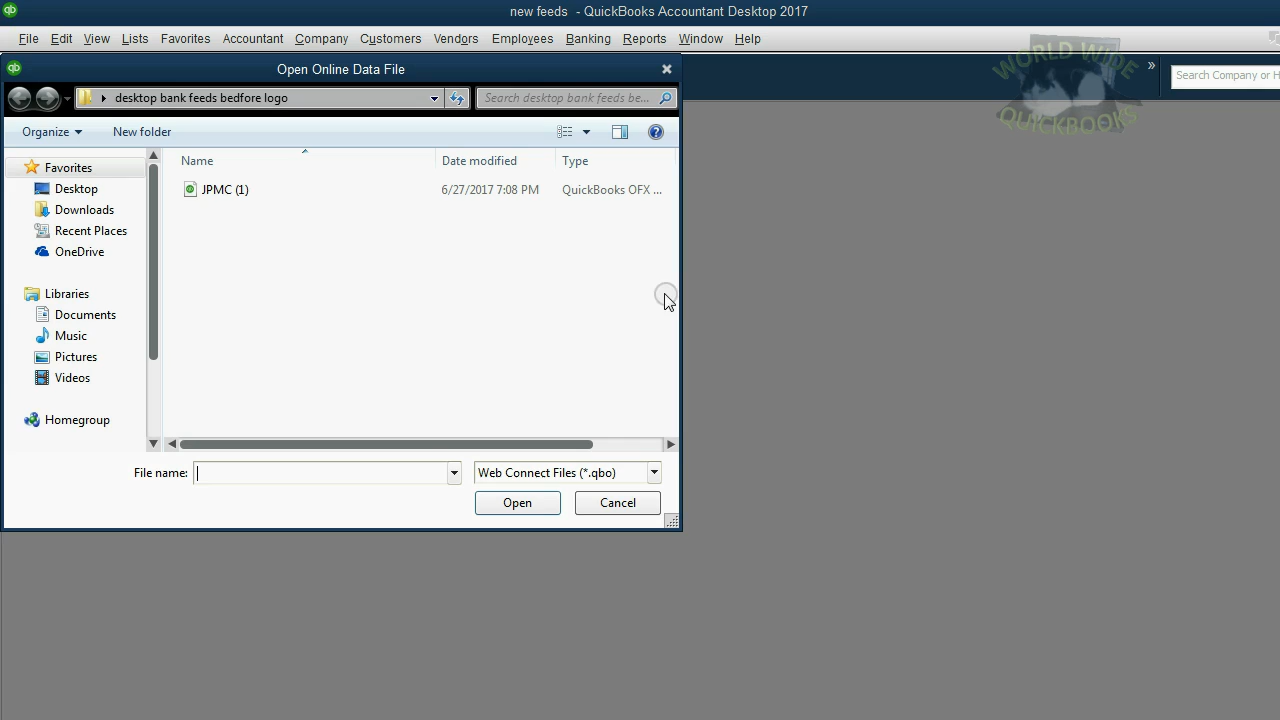 new feeds - QuickBooks Accountant Desktop 2017
File Edit View Lists Favorites Accountant Company Customers Vendors Employees Banking Reports Window Help
WORLD WIDE
QUICKBOOKS
Search Company or H
Open Online Data File
desktop bank feeds bedfore logo
Search desktop bank feeds be...
Organize New folder
Name Date modified Type
JPMC (1) 6/27/2017 7:08 PM QuickBooks OFX ...
Favorites
Desktop
Downloads
Recent Places
OneDrive
Libraries
Documents
Music
Pictures
Videos
Homegroup
File name: Web Connect Files (*.qbo)
Open Cancel